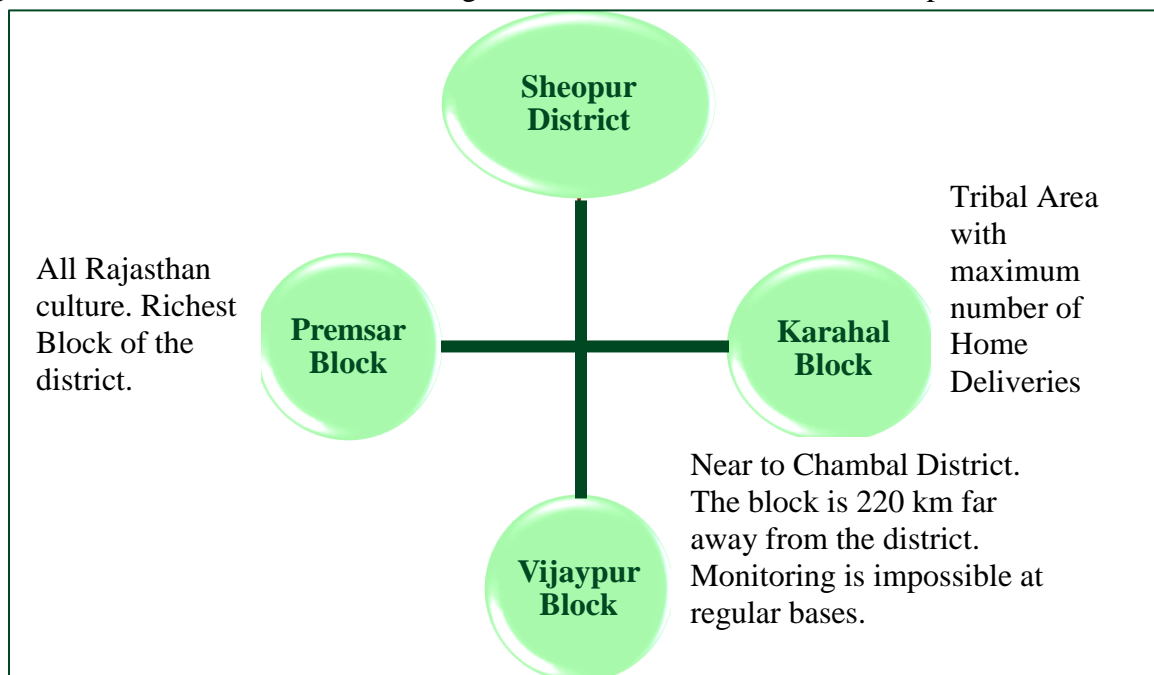 Sheopur
District
Tribal Area
with
maximum
number of
Home
Deliveries
All Rajasthan
culture. Richest
Block of the
district.
Premsar
Block
Karahal
Block
Near to Chambal District.
The block is 220 km far
away from the district.
Monitoring is impossible at
regular bases.
Vijaypur
Block